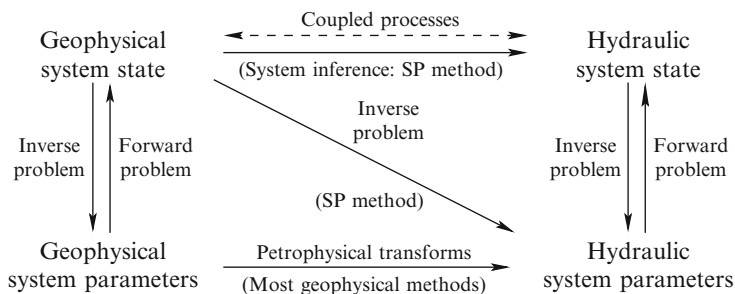 Coupled processes
Geophysical
system state
Hydraulic
system state
(System inference: SP method)
Inverse
problem
Forward
problem
Inverse
problem
Inverse
problem
Forward
problem
(SP method)
Geophysical
system parameters
Petrophysical transforms
(Most geophysical methods)
Hydraulic
system parameters